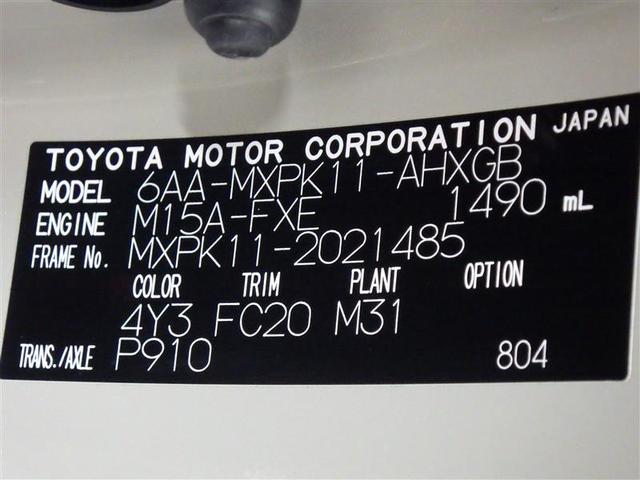 TOYOTA MOTOR CORPORATION JAPAN
MODEL 6AA-MXPK11-AHXGB
ENGINE M15A-FXE 1490 mL
FRAME No. MXPK11-2021485
COLOR TRIM PLANT OPTION
4Y3 FC20 M31
TRANS./AXLE P910 804